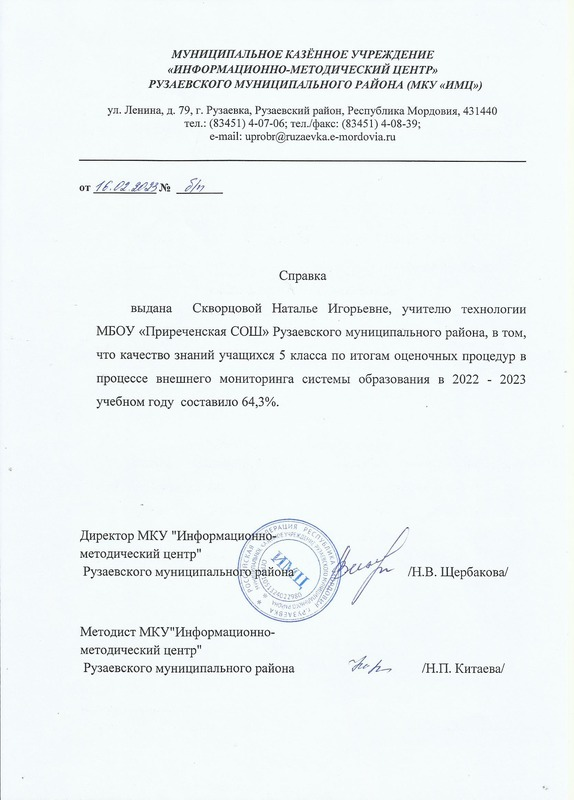 МУНИЦИПАЛЬНОЕ КАЗЁННОЕ УЧРЕЖДЕНИЕ
«ИНФОРМАЦИОННО-МЕТОДИЧЕСКИЙ ЦЕНТР»
РУЗАЕВСКОГО МУНИЦИПАЛЬНОГО РАЙОНА (МКУ «ИМЦ»)
ул. Ленина, д. 79, г. Рузаевка, Рузаевский район, Республика Мордовия, 431440
тел.: (83451) 4-07-06; тел./факс: (83451) 4-08-39;
e-mail: uprobr@ruzaevka.e-mordovia.ru
от 16.02.2023 № б/н
Справка
выдана Скворцовой Наталье Игорьевне, учителю технологии
МБОУ «Приреченская СОШ» Рузаевского муниципального района, в том,
что качество знаний учащихся 5 класса по итогам оценочных процедур в
процессе внешнего мониторинга системы образования в 2022 - 2023
учебном году составило 64,3%.
Директор МКУ "Информационно-
методический центр"
Рузаевского муниципального района /Н.В. Щербакова/
ИМЦ
Методист МКУ"Информационно-
методический центр"
Рузаевского муниципального района /Н.П. Китаева/